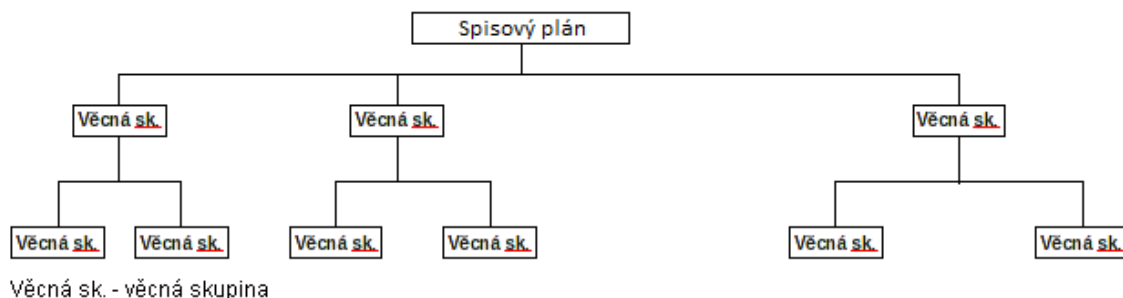 Spisový plán
Věcná sk. Věcná sk. Věcná sk.
Věcná sk. Věcná sk. Věcná sk. Věcná sk. Věcná sk. Věcná sk.
Věcná sk. - věcná skupina